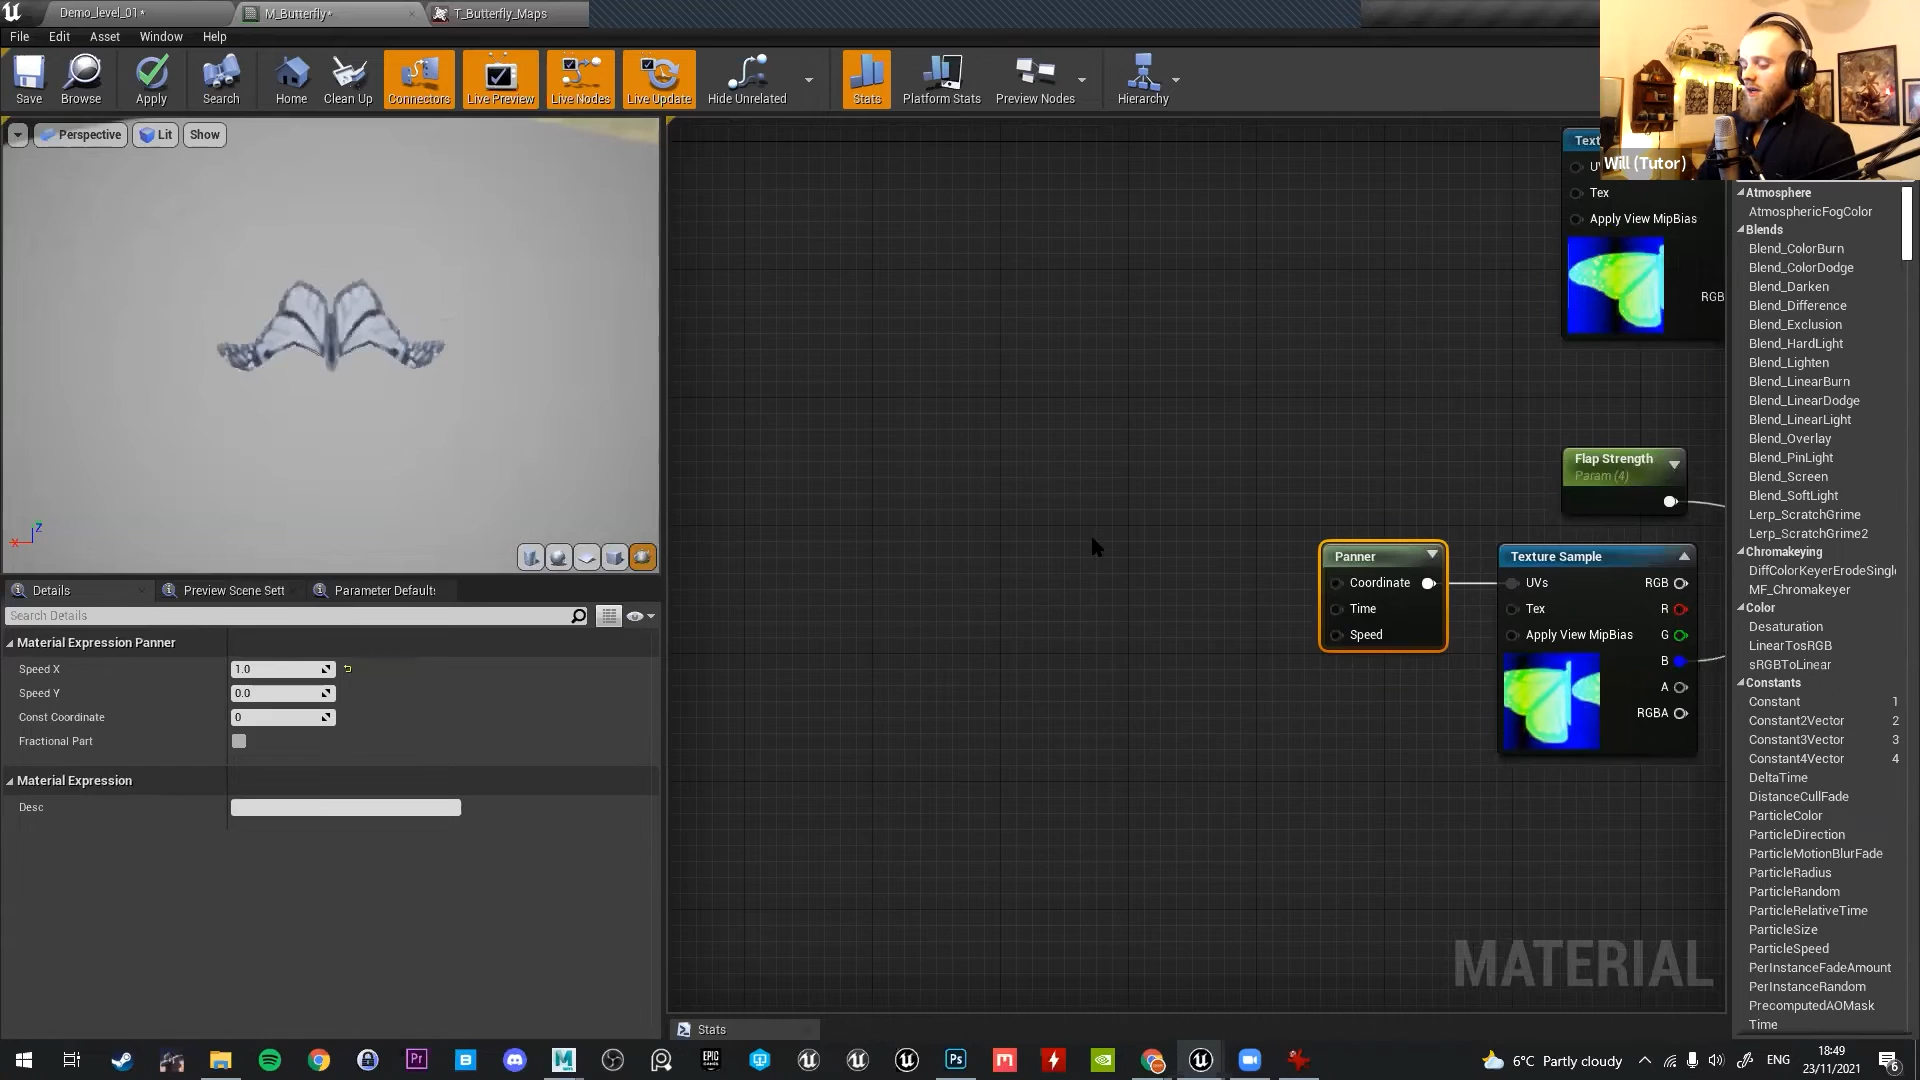 Demo_level_01*
M_Butterfly*
T_Butterfly_Maps
File
Edit
Asset
Window
Help
Save
Browse
Apply
Search
Home
Clean Up
Connectors
Live Preview
Live Nodes
Live Update
Hide Unrelated
Stats
Platform Stats
Preview Nodes
Hierarchy
Will (Tutor)
Perspective
Lit
Show
X
Z
Details
Preview Scene Sett
Parameter Defaults
Search Details
Material Expression Panner
Speed X
1.0
Speed Y
0.0
Const Coordinate
0
Fractional Part
Material Expression
Desc
Tex
Apply View MipBias
RGB
Flap Strength
Param (4)
Panner
Coordinate
Time
Speed
Texture Sample
UVs
RGB
Tex
R
Apply View MipBias
G
B
A
RGBA
MATERIAL
Stats
Atmosphere
AtmosphericFogColor
Blends
Blend_ColorBurn
Blend_ColorDodge
Blend_Darken
Blend_Difference
Blend_Exclusion
Blend_HardLight
Blend_Lighten
Blend_LinearBurn
Blend_LinearDodge
Blend_LinearLight
Blend_Overlay
Blend_PinLight
Blend_Screen
Blend_SoftLight
Lerp_ScratchGrime
Lerp_ScratchGrime2
Chromakeying
DiffColorKeyerErodeSingle
MF_Chromakeyer
Color
Desaturation
LinearTosRGB
sRGBToLinear
Constants
Constant 1
Constant2Vector 2
Constant3Vector 3
Constant4Vector 4
DeltaTime
DistanceCullFade
ParticleColor
ParticleDirection
ParticleMotionBlurFade
ParticleRadius
ParticleRandom
ParticleRelativeTime
ParticleSize
ParticleSpeed
PerInstanceFadeAmount
PerInstanceRandom
PrecomputedAOMask
Time
6°C Partly cloudy
ENG
18:49
23/11/2021
6